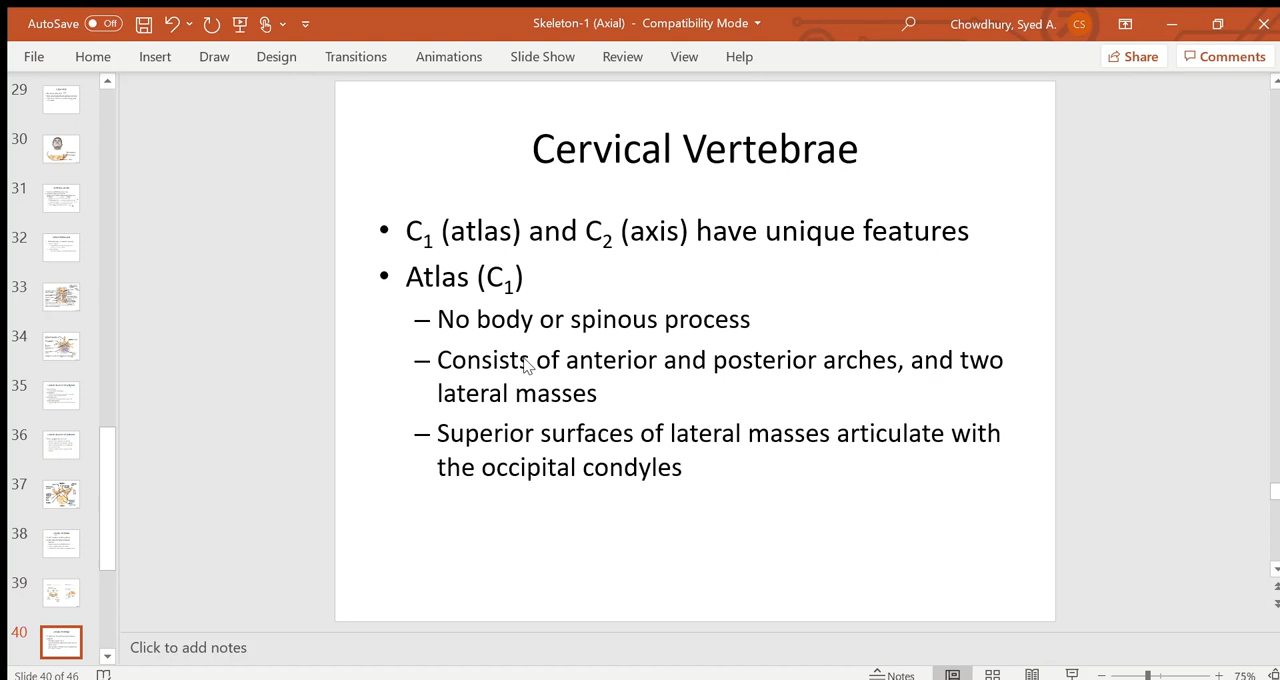 AutoSave Off Skeleton-1 (Axial) - Compatibility Mode Chowdhury, Syed A. CS
File Home Insert Draw Design Transitions Animations Slide Show Review View Help Share Comments
29
30
31
32
33
34
35
36
37
38
39
40
Cervical Vertebrae
• C₁ (atlas) and C₂ (axis) have unique features
• Atlas (C₁)
– No body or spinous process
– Consists of anterior and posterior arches, and two
lateral masses
– Superior surfaces of lateral masses articulate with
the occipital condyles
Click to add notes
Slide 40 of 46 Notes 75%